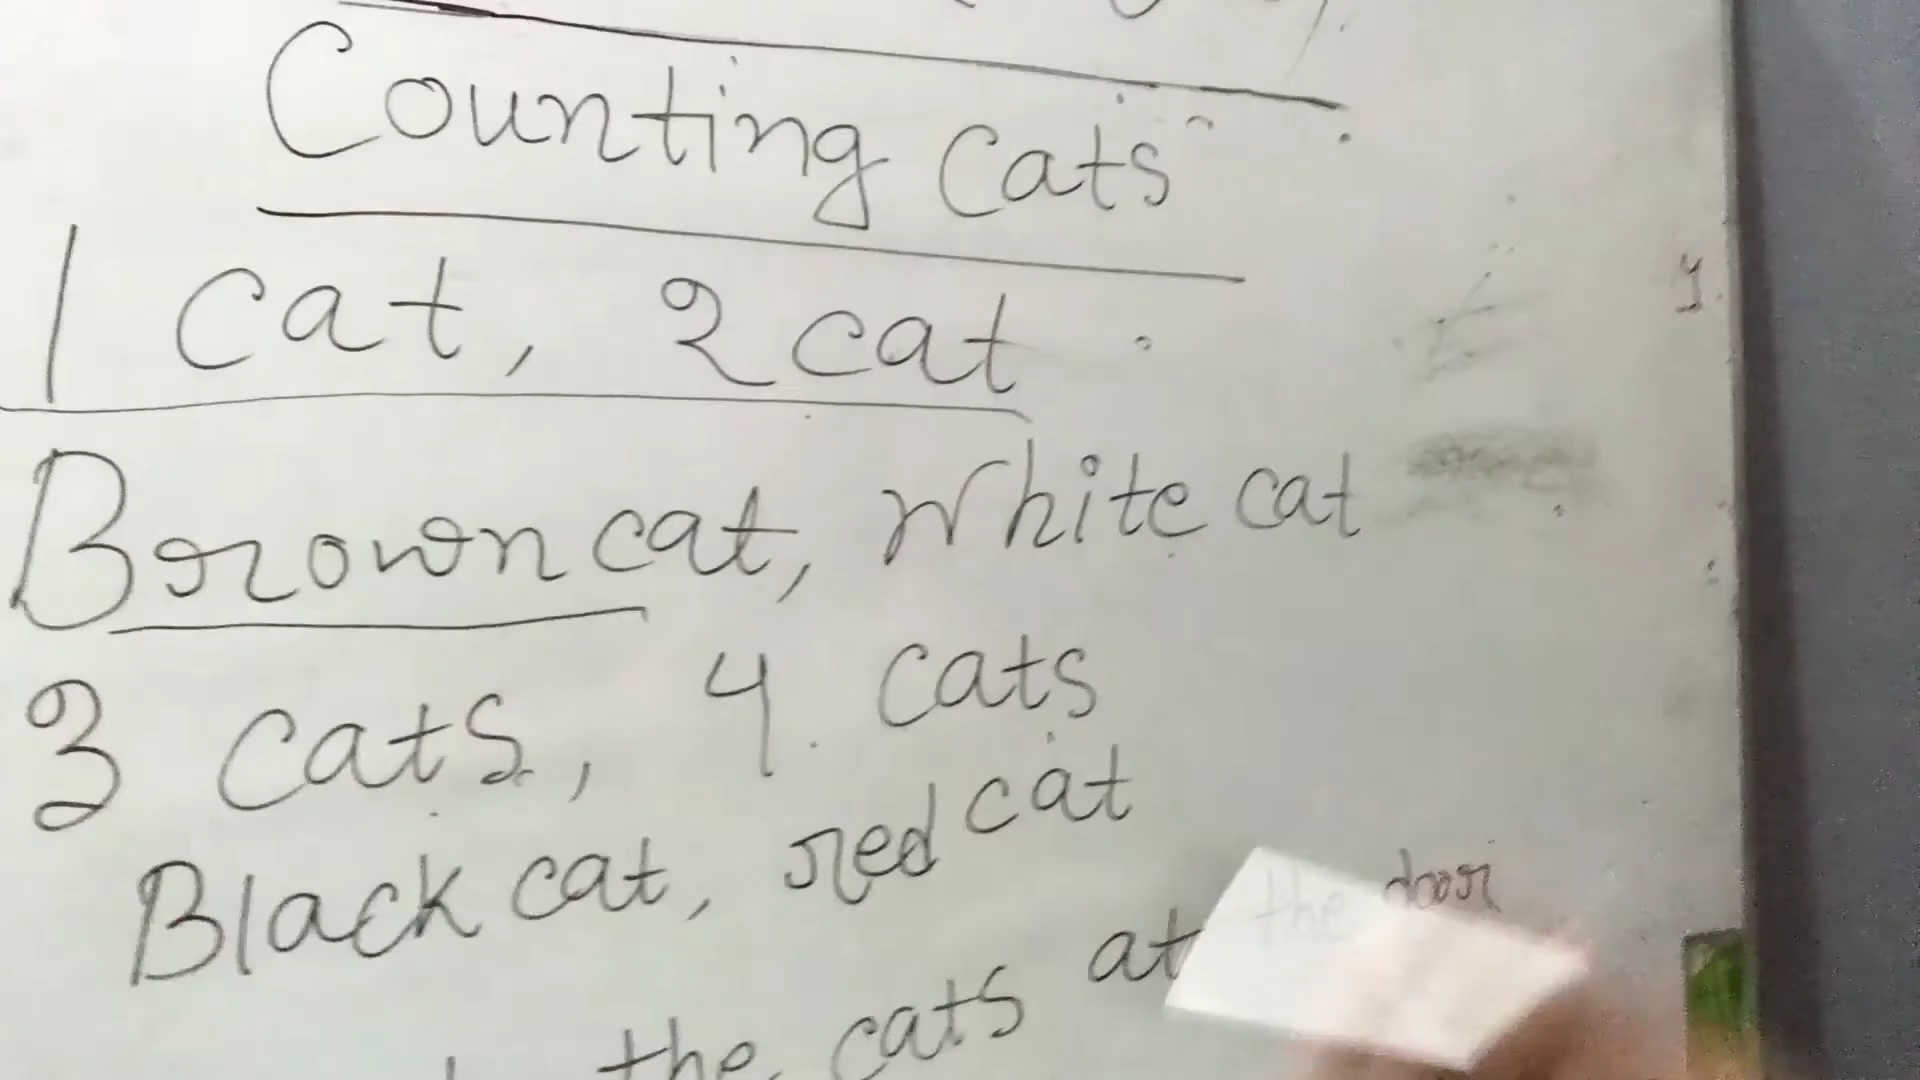 Counting cats
1 cat, 2 cat
Brown cat, White cat
3 cats, 4 cats
Black cat, red cat
the cats at the door